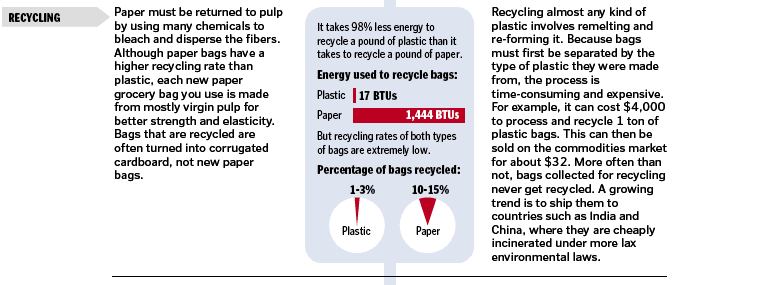 RECYCLING
Paper must be returned to pulp
by using many chemicals to
bleach and disperse the fibers.
Although paper bags have a
higher recycling rate than
plastic, each new paper
grocery bag you use is made
from mostly virgin pulp for
better strength and elasticity.
Bags that are recycled are
often turned into corrugated
cardboard, not new paper
bags.
It takes 98% less energy to
recycle a pound of plastic than it
takes to recycle a pound of paper.
Energy used to recycle bags:
Plastic 17 BTUs
Paper 1,444 BTUs
But recycling rates of both types
of bags are extremely low.
Percentage of bags recycled:
1-3% 10-15%
Plastic Paper
Recycling almost any kind of
plastic involves remelting and
re-forming it. Because bags
must first be separated by the
type of plastic they were made
from, the process is
time-consuming and expensive.
For example, it can cost $4,000
to process and recycle 1 ton of
plastic bags. This can then be
sold on the commodities market
for about $32. More often than
not, bags collected for recycling
never get recycled. A growing
trend is to ship them to
countries such as India and
China, where they are cheaply
incinerated under more lax
environmental laws.